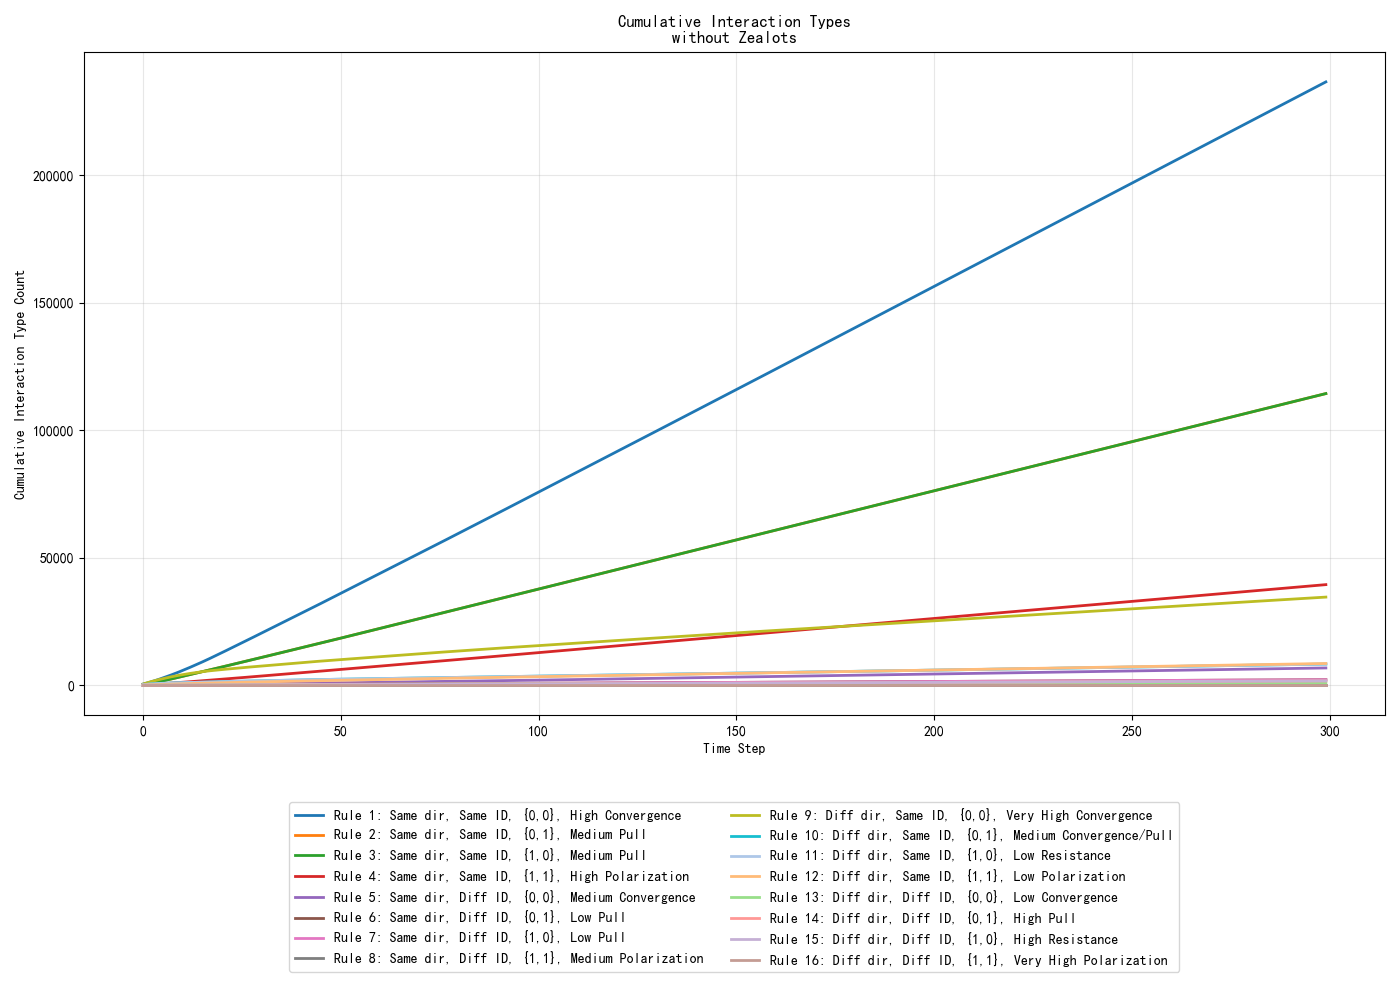 Cumulative Interaction Types
without Zealots
Cumulative Interaction Type Count
200000
150000
100000
50000
0
0
50
100
150
200
250
300
Time Step
Rule 1: Same dir, Same ID, {0,0}, High Convergence
Rule 2: Same dir, Same ID, {0,1}, Medium Pull
Rule 3: Same dir, Same ID, {1,0}, Medium Pull
Rule 4: Same dir, Same ID, {1,1}, High Polarization
Rule 5: Same dir, Diff ID, {0,0}, Medium Convergence
Rule 6: Same dir, Diff ID, {0,1}, Low Pull
Rule 7: Same dir, Diff ID, {1,0}, Low Pull
Rule 8: Same dir, Diff ID, {1,1}, Medium Polarization
Rule 9: Diff dir, Same ID, {0,0}, Very High Convergence
Rule 10: Diff dir, Same ID, {0,1}, Medium Convergence/Pull
Rule 11: Diff dir, Same ID, {1,0}, Low Resistance
Rule 12: Diff dir, Same ID, {1,1}, Low Polarization
Rule 13: Diff dir, Diff ID, {0,0}, Low Convergence
Rule 14: Diff dir, Diff ID, {0,1}, High Pull
Rule 15: Diff dir, Diff ID, {1,0}, High Resistance
Rule 16: Diff dir, Diff ID, {1,1}, Very High Polarization